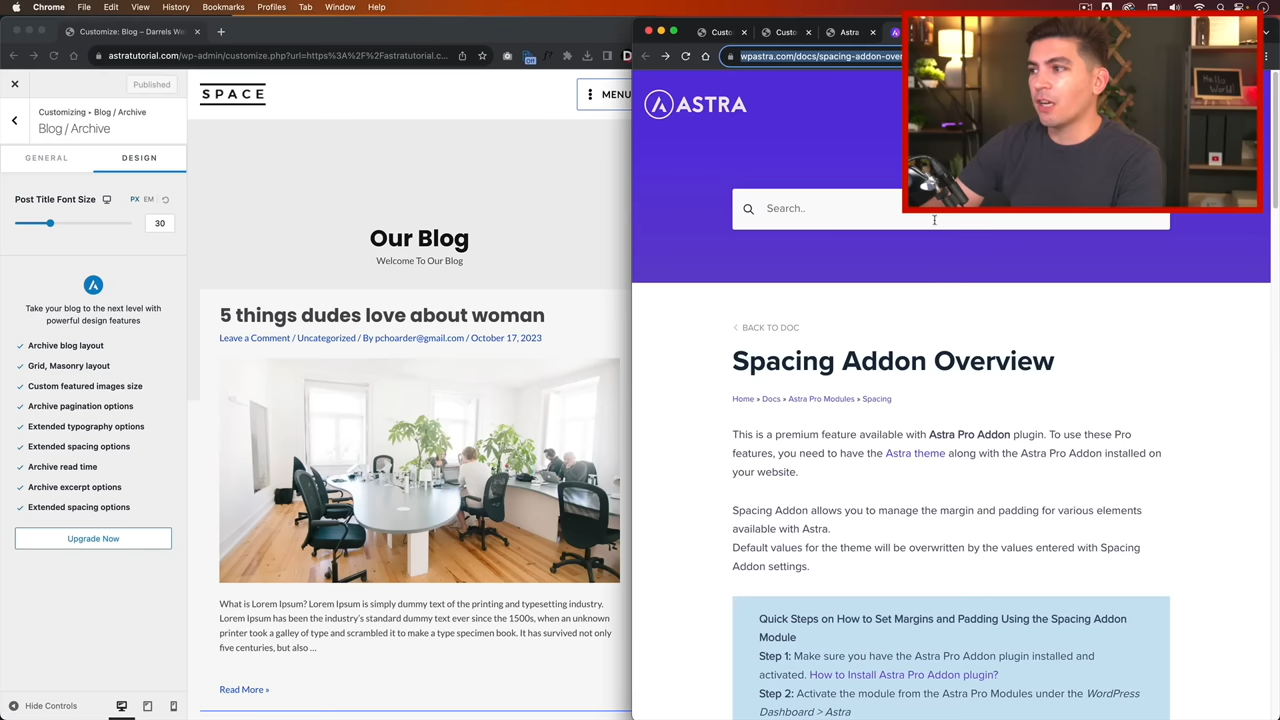 Chrome File Edit View History Bookmarks Profiles Tab Window Help
Customize: Blog – Darrels We
astratutorial.com/wp-admin/customize.php?url=https%3A%2F%2Fastratutorial.com
Custo
Custo
Astra
wpastra.com/docs/spacing-addon-over
Published
Customizing ▸ Blog / Archive
Blog / Archive
GENERAL
DESIGN
Post Title Font Size
PX EM
30
Take your blog to the next level with
powerful design features
Archive blog layout
Grid, Masonry layout
Custom featured images size
Archive pagination options
Extended typography options
Extended spacing options
Archive read time
Archive excerpt options
Extended spacing options
Upgrade Now
Hide Controls
SPACE
MENU
Our Blog
Welcome To Our Blog
5 things dudes love about woman
Leave a Comment / Uncategorized / By pchoarder@gmail.com / October 17, 2023
What is Lorem Ipsum? Lorem Ipsum is simply dummy text of the printing and typesetting industry.
Lorem Ipsum has been the industry's standard dummy text ever since the 1500s, when an unknown
printer took a galley of type and scrambled it to make a type specimen book. It has survived not only
five centuries, but also …
Read More »
ASTRA
Search..
Hello
World!
BACK TO DOC
Spacing Addon Overview
Home » Docs » Astra Pro Modules » Spacing
This is a premium feature available with Astra Pro Addon plugin. To use these Pro
features, you need to have the Astra theme along with the Astra Pro Addon installed on
your website.
Spacing Addon allows you to manage the margin and padding for various elements
available with Astra.
Default values for the theme will be overwritten by the values entered with Spacing
Addon settings.
Quick Steps on How to Set Margins and Padding Using the Spacing Addon
Module
Step 1: Make sure you have the Astra Pro Addon plugin installed and
activated. How to Install Astra Pro Addon plugin?
Step 2: Activate the module from the Astra Pro Modules under the WordPress
Dashboard > Astra